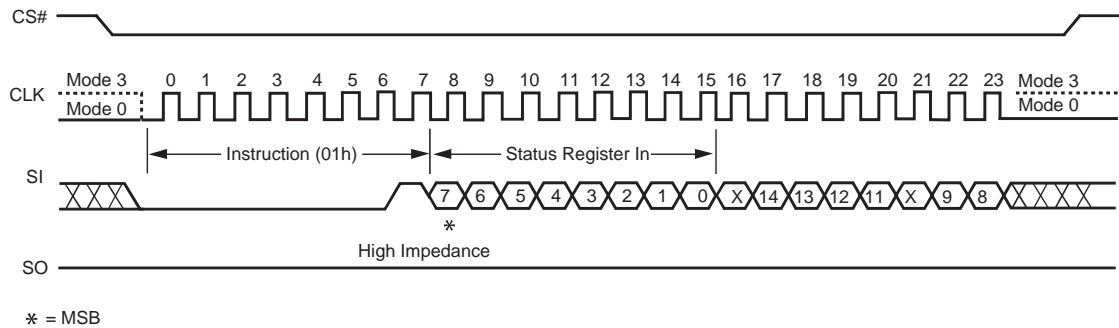 CS#
Mode 3 0 1 2 3 4 5 6 7 8 9 10 11 12 13 14 15 16 17 18 19 20 21 22 23 Mode 3
CLK
Mode 0 Mode 0
Instruction (01h) Status Register In
SI
X X X 7 6 5 4 3 2 1 0 X 14 13 12 11 X 9 8 X X X X
*
High Impedance
SO
* = MSB